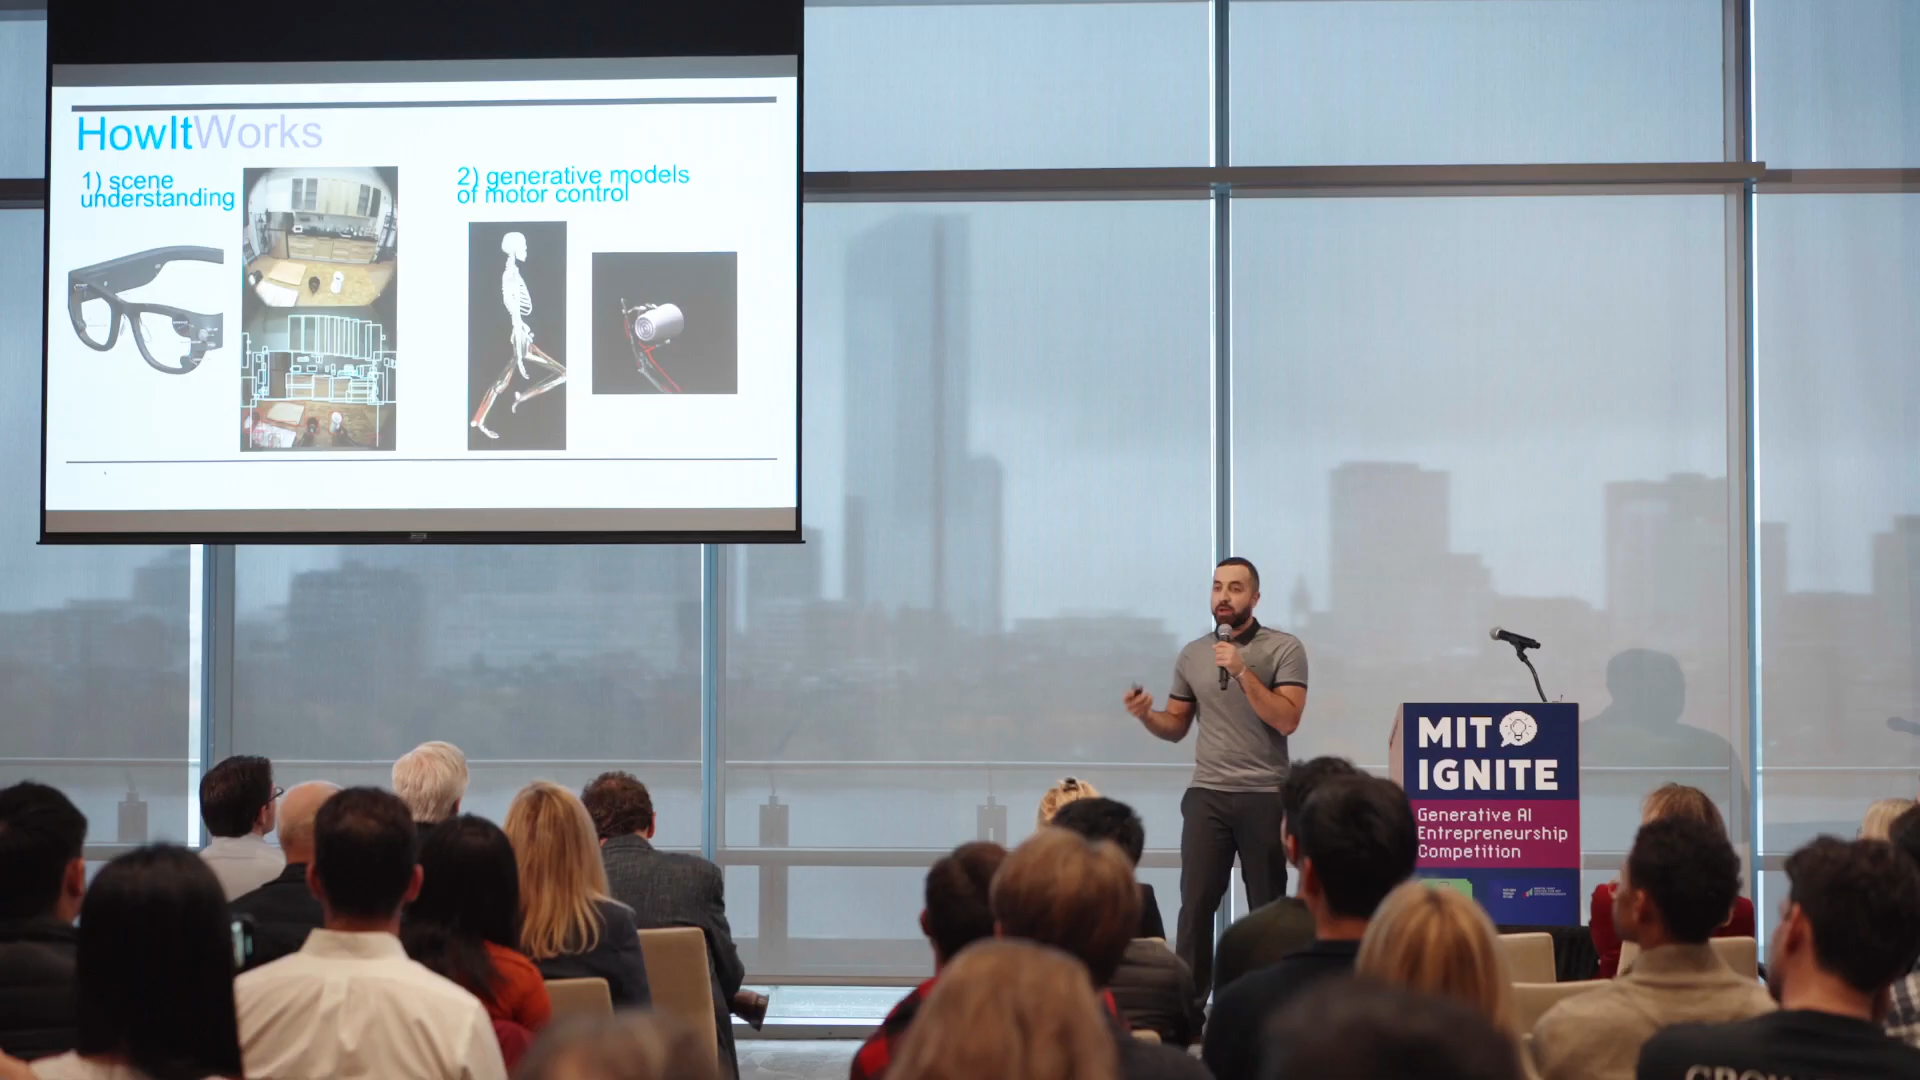 HowItWorks
1) scene
understanding
2) generative models
of motor control
MIT
IGNITE
Generative AI
Entrepreneurship
Competition